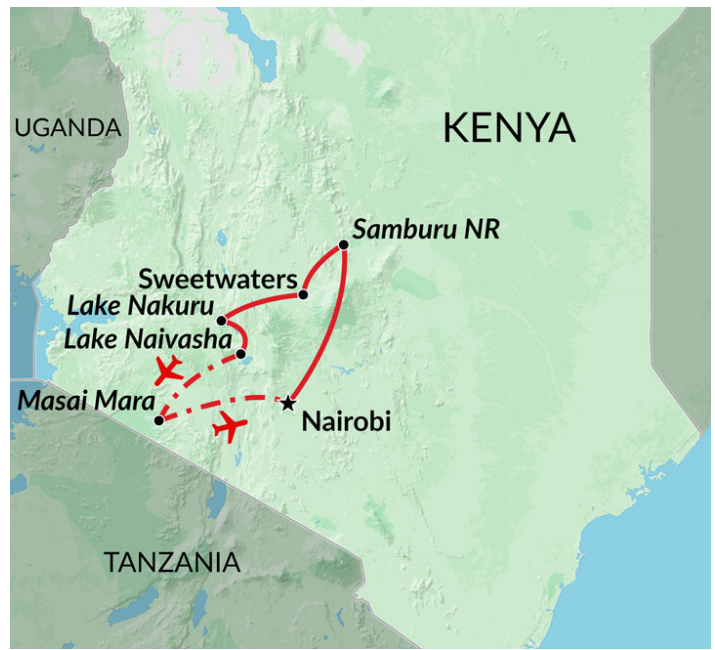 UGANDA
KENYA
Samburu NR
Sweetwaters
Lake Nakuru
Lake Naivasha
Masai Mara
Nairobi
TANZANIA